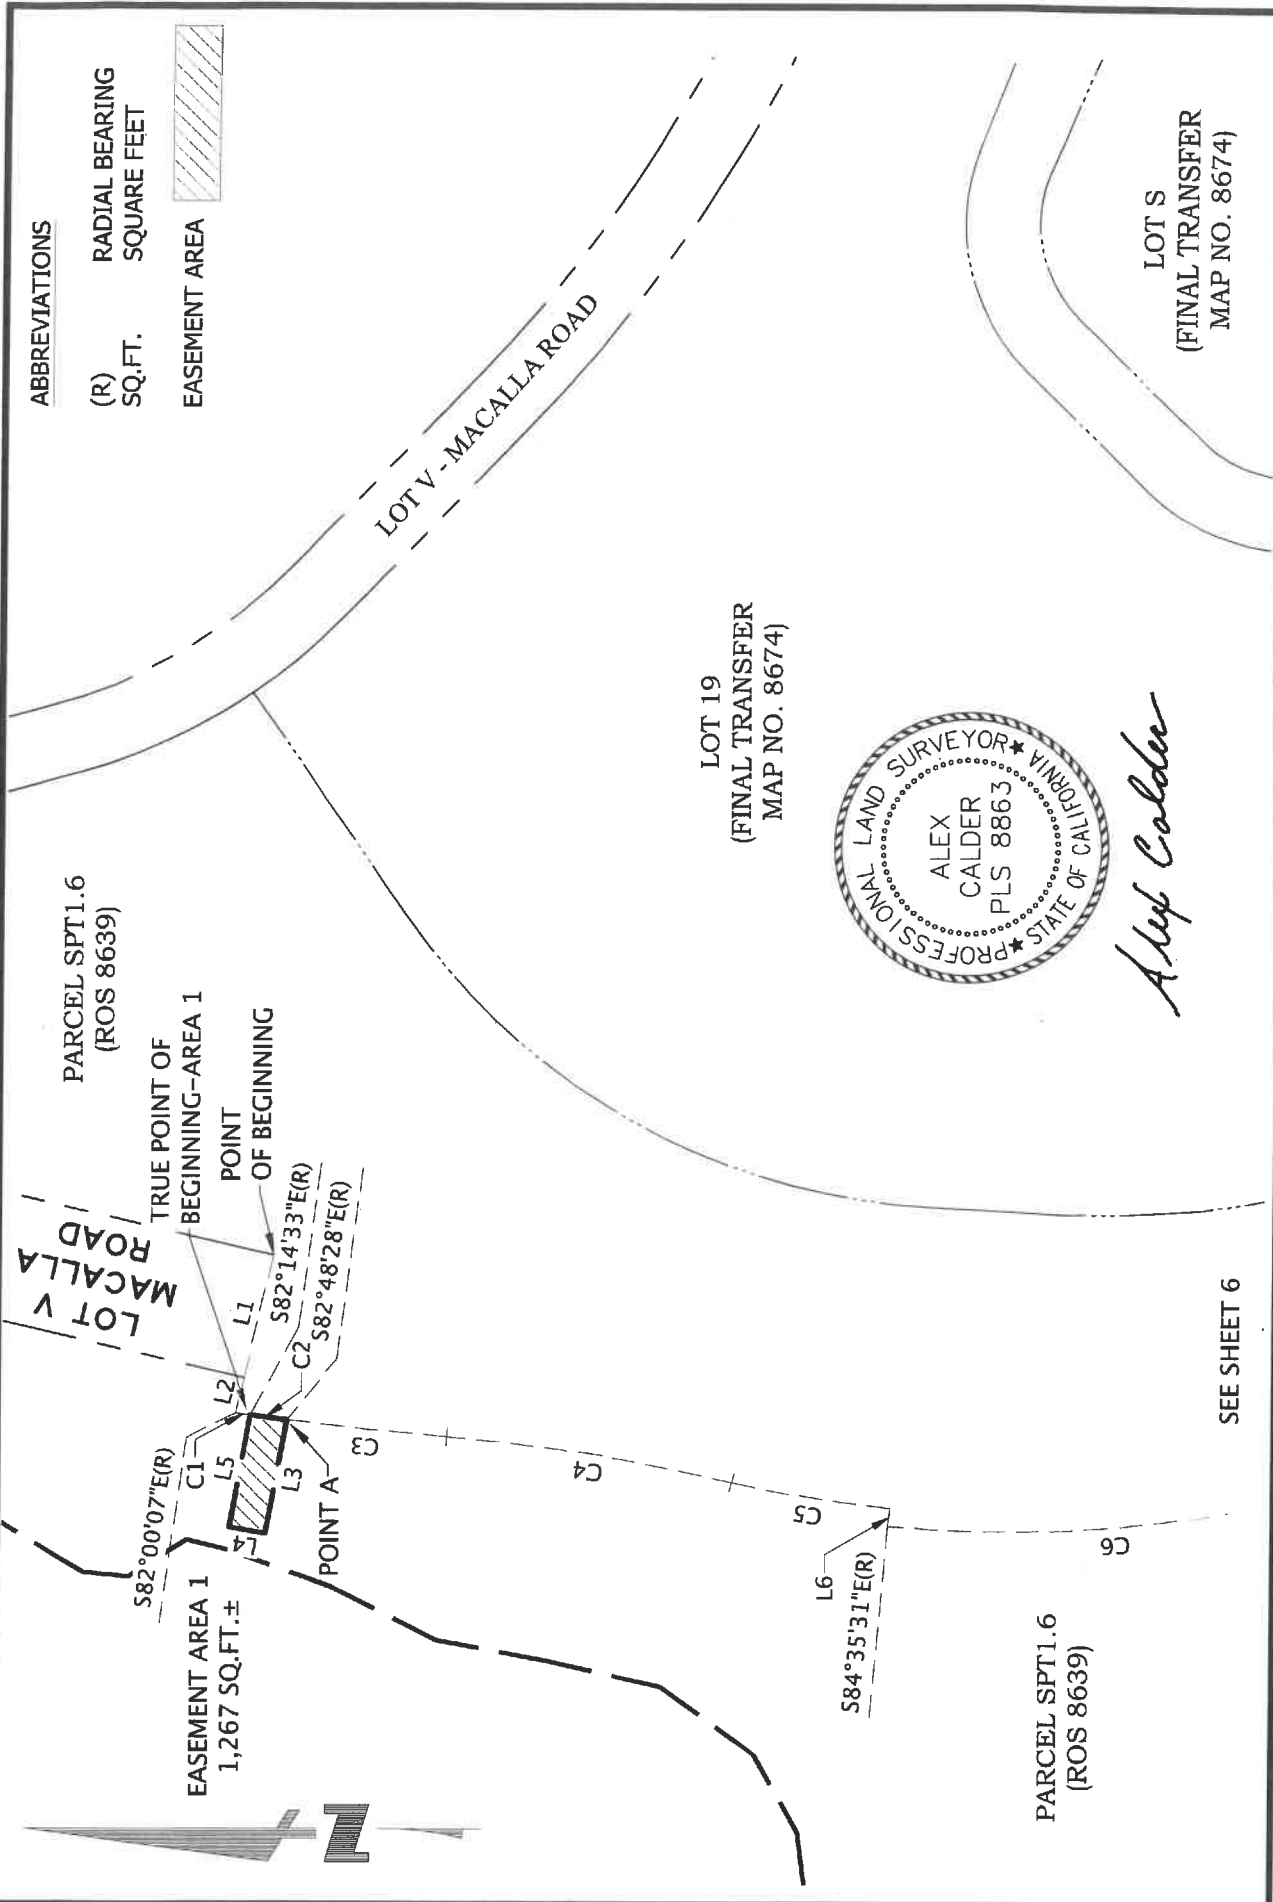 ABBREVIATIONS
(R) RADIAL BEARING
SQ.FT. SQUARE FEET
EASEMENT AREA
LOT V - MACALLA ROAD
LOT S
(FINAL TRANSFER
MAP NO. 8674)
PARCEL SPT1.6
(ROS 8639)
LOT 19
(FINAL TRANSFER
MAP NO. 8674)
LOT V
MACALLA
ROAD
TRUE POINT OF
BEGINNING-AREA 1
POINT
OF BEGINNING
L1
L2
S82°14'33"E(R)
S82°48'28"E(R)
C2
S82°00'07"E(R)
C1
L5
L3
L4
POINT A
EASEMENT AREA 1
1,267 SQ.FT.±
C3
C4
C5
L6
S84°35'31"E(R)
C6
PARCEL SPT1.6
(ROS 8639)
SEE SHEET 6
PROFESSIONAL LAND SURVEYOR
ALEX
CALDER
PLS 8863
STATE OF CALIFORNIA
Alex Calder
N